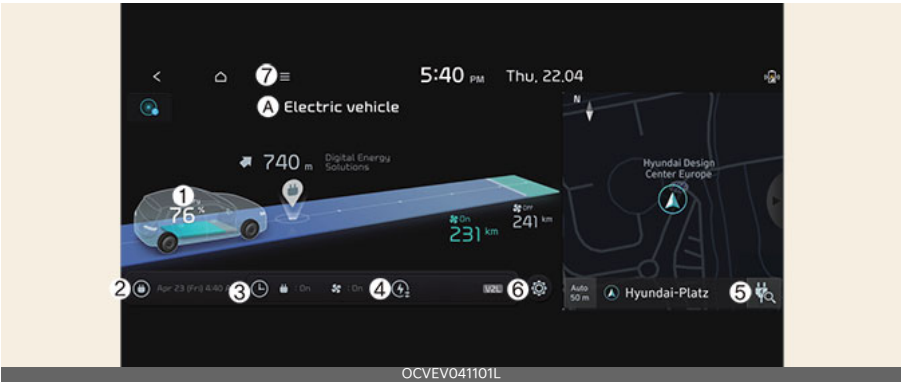 7
5:40 PM Thu, 22.04
A Electric vehicle
N
740 m Digital Energy Solutions
Hyundai Design
Center Europe
1
76 %
On
231 km
OFF
241 km
2 Apr 23 (Fri) 4:40 A
3 : On : On
4
V2L
6
Auto
50 m
Hyundai-Platz
5
OCVEV041101L